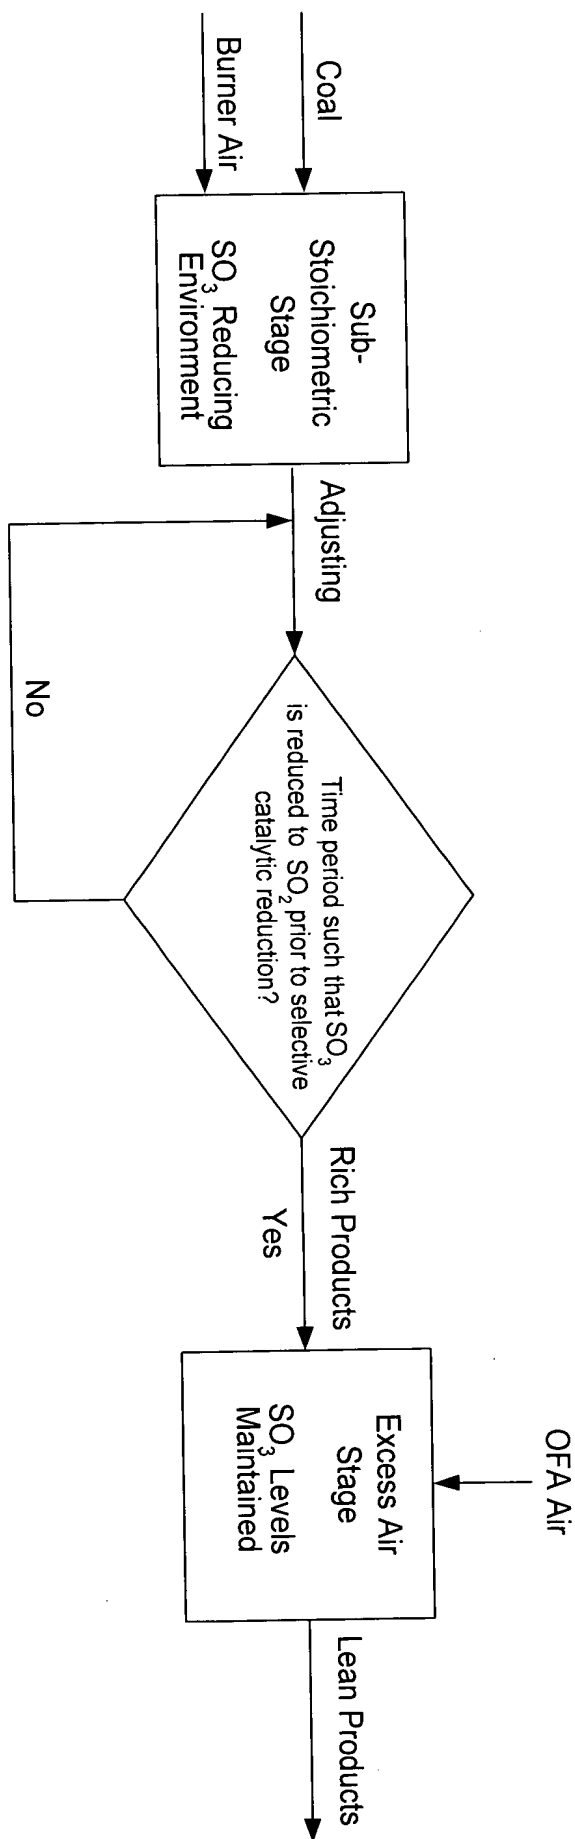 Coal
Burner Air
Sub-
Stoichiometric
Stage
SO3 Reducing
Environment
Adjusting
No
Time period such that SO3
is reduced to SO2 prior to selective
catalytic reduction?
Rich Products
Yes
OFA Air
Excess Air
Stage
SO3 Levels
Maintained
Lean Products